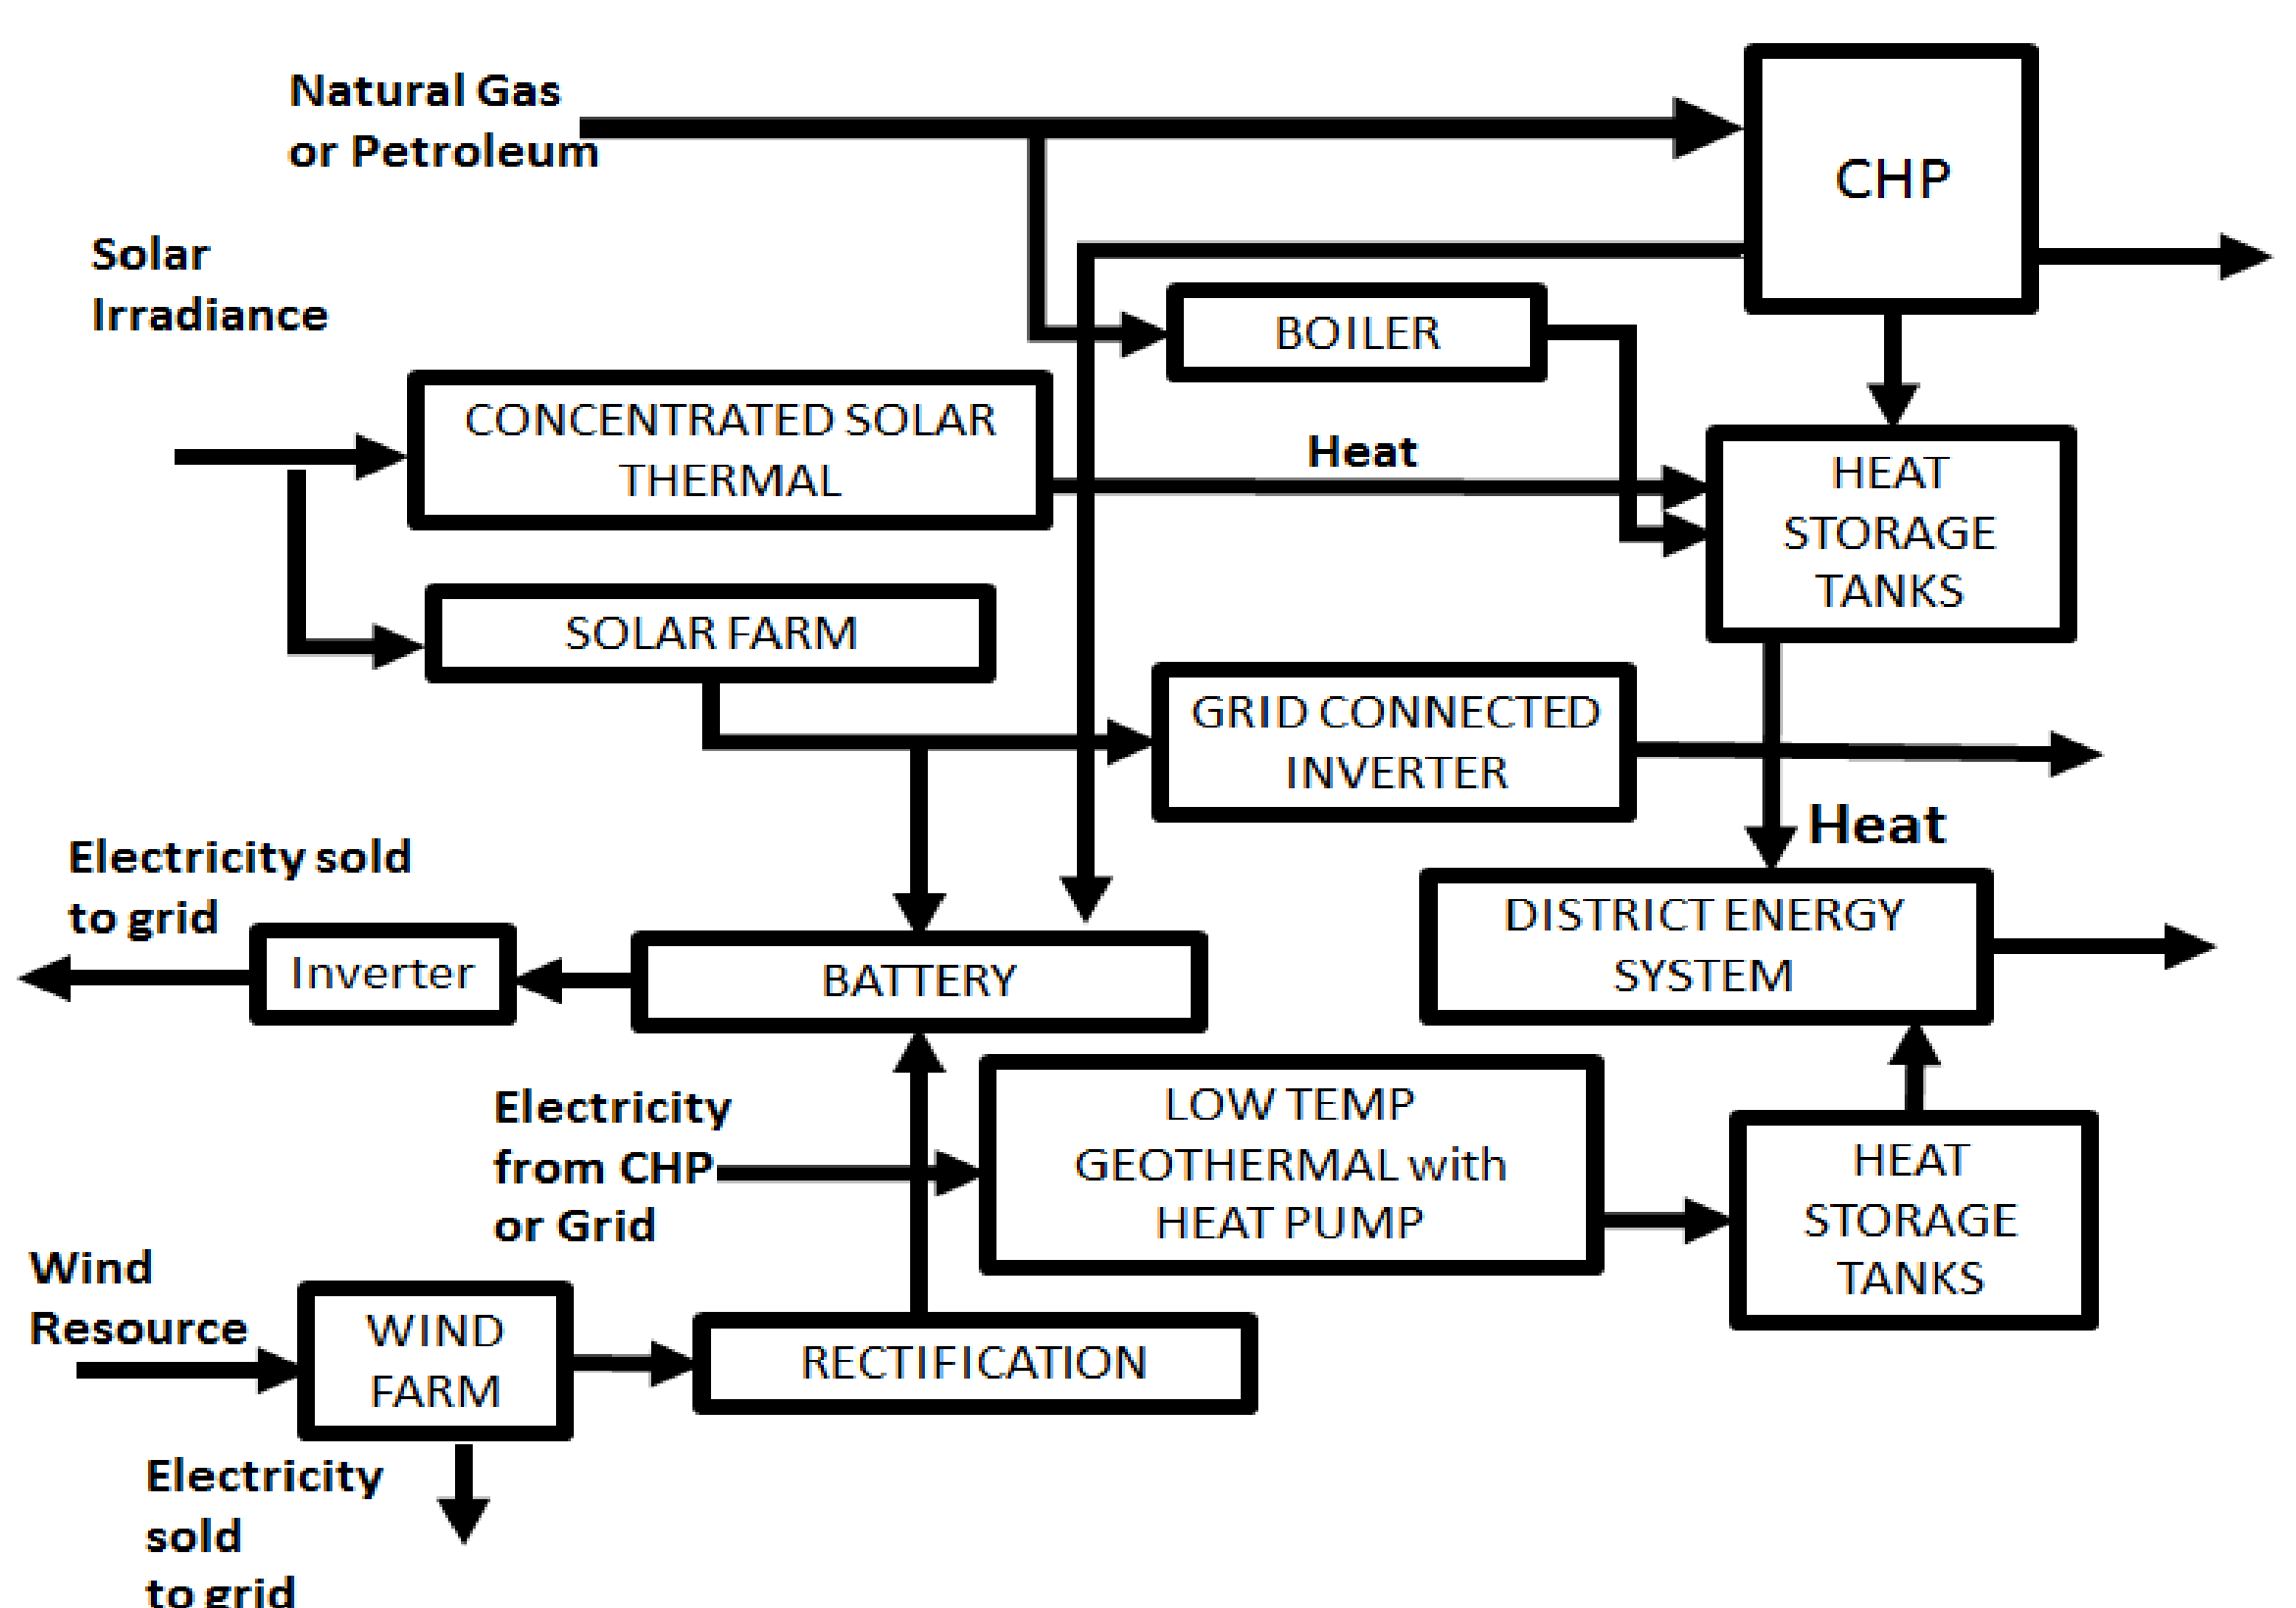 Natural Gas
or Petroleum
CHP
Solar
Irradiance
BOILER
CONCENTRATED SOLAR
THERMAL
Heat
HEAT
STORAGE
TANKS
SOLAR FARM
GRID CONNECTED
INVERTER
Heat
Electricity sold
to grid
Inverter
BATTERY
DISTRICT ENERGY
SYSTEM
Electricity
from CHP
or Grid
LOW TEMP
GEOTHERMAL with
HEAT PUMP
HEAT
STORAGE
TANKS
Wind
Resource
WIND
FARM
RECTIFICATION
Electricity
sold
to grid